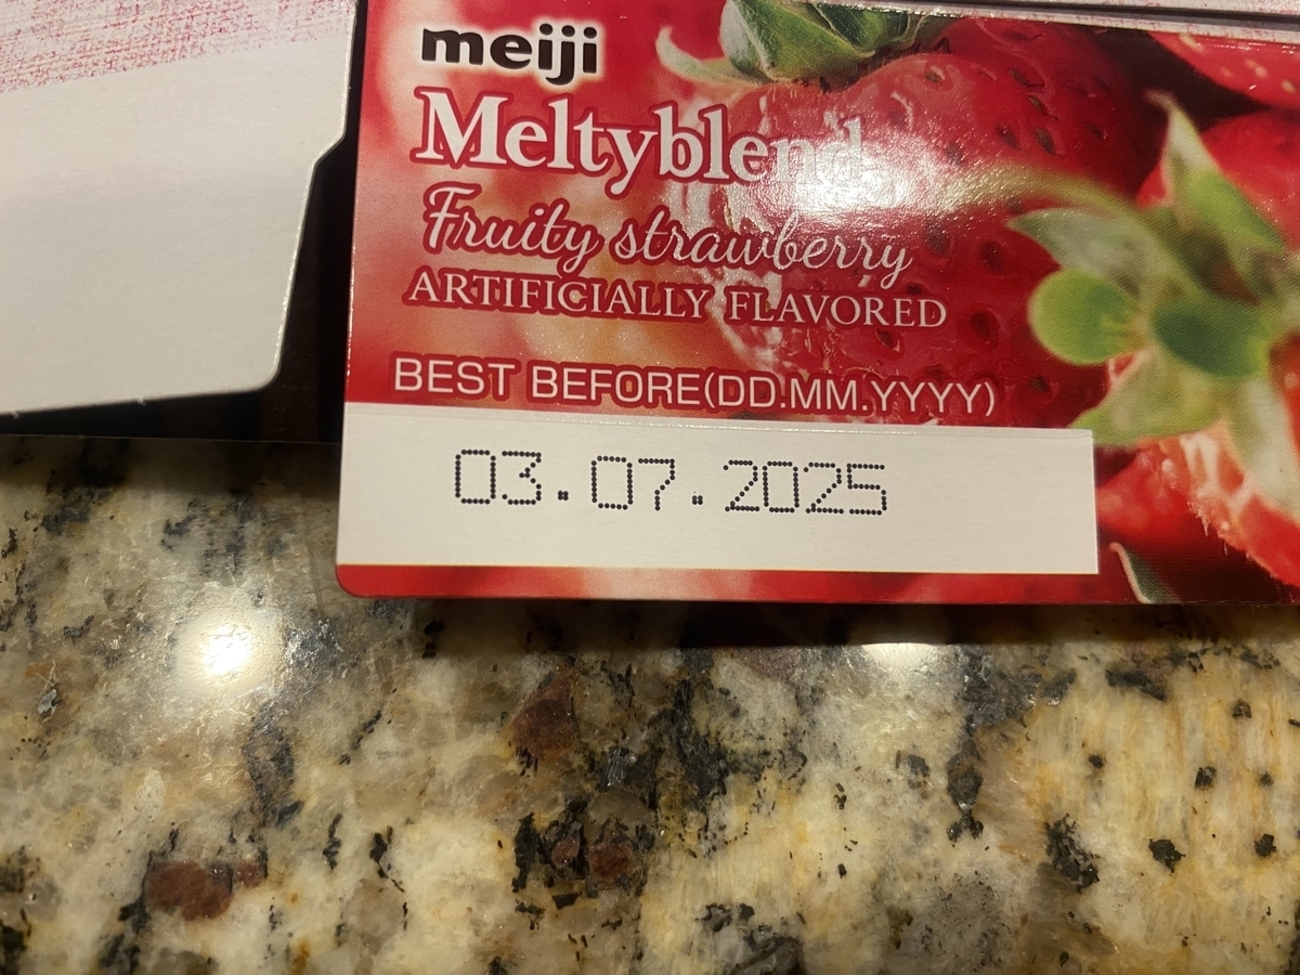 meiji
Meltyblend
Fruity strawberry
ARTIFICIALLY FLAVORED
BEST BEFORE(DD.MM.YYYY)
03.07.2025